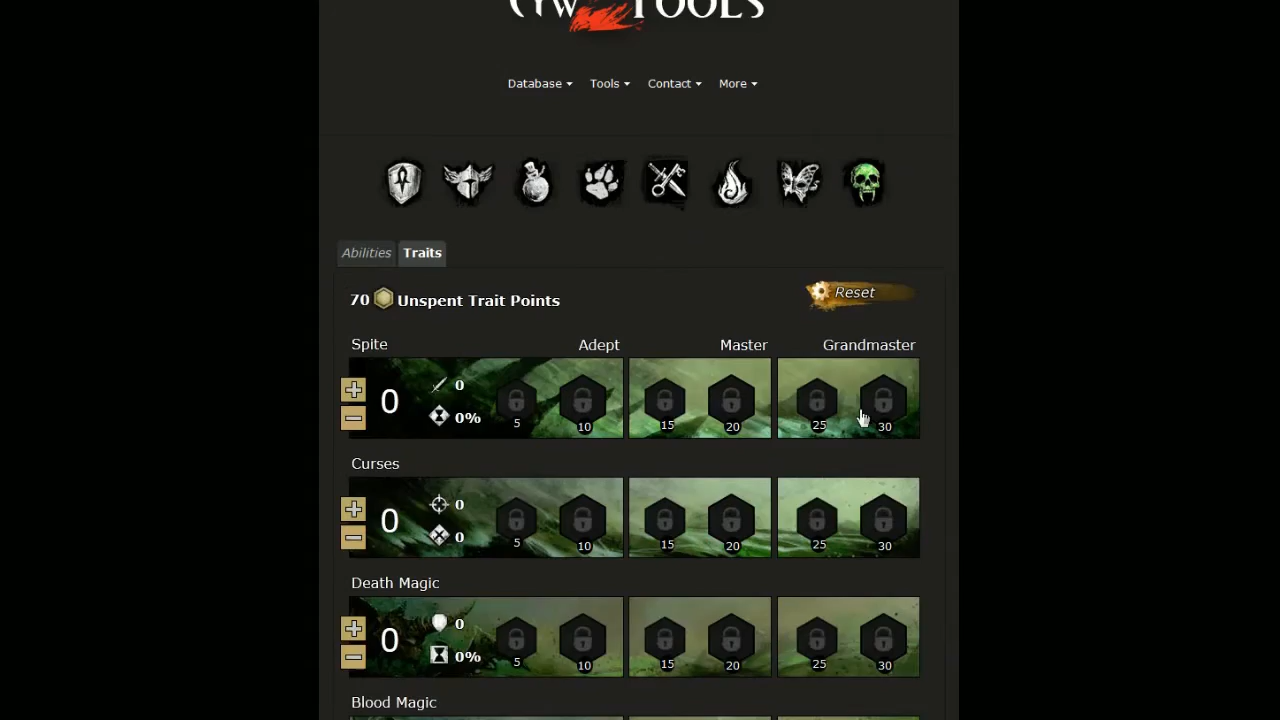 GW TOOLS
Database Tools Contact More
Abilities Traits
70 Unspent Trait Points Reset
Spite Adept Master Grandmaster
0 0 0% 5 10 15 20 25 30
Curses
0 0 0 5 10 15 20 25 30
Death Magic
0 0 0% 5 10 15 20 25 30
Blood Magic